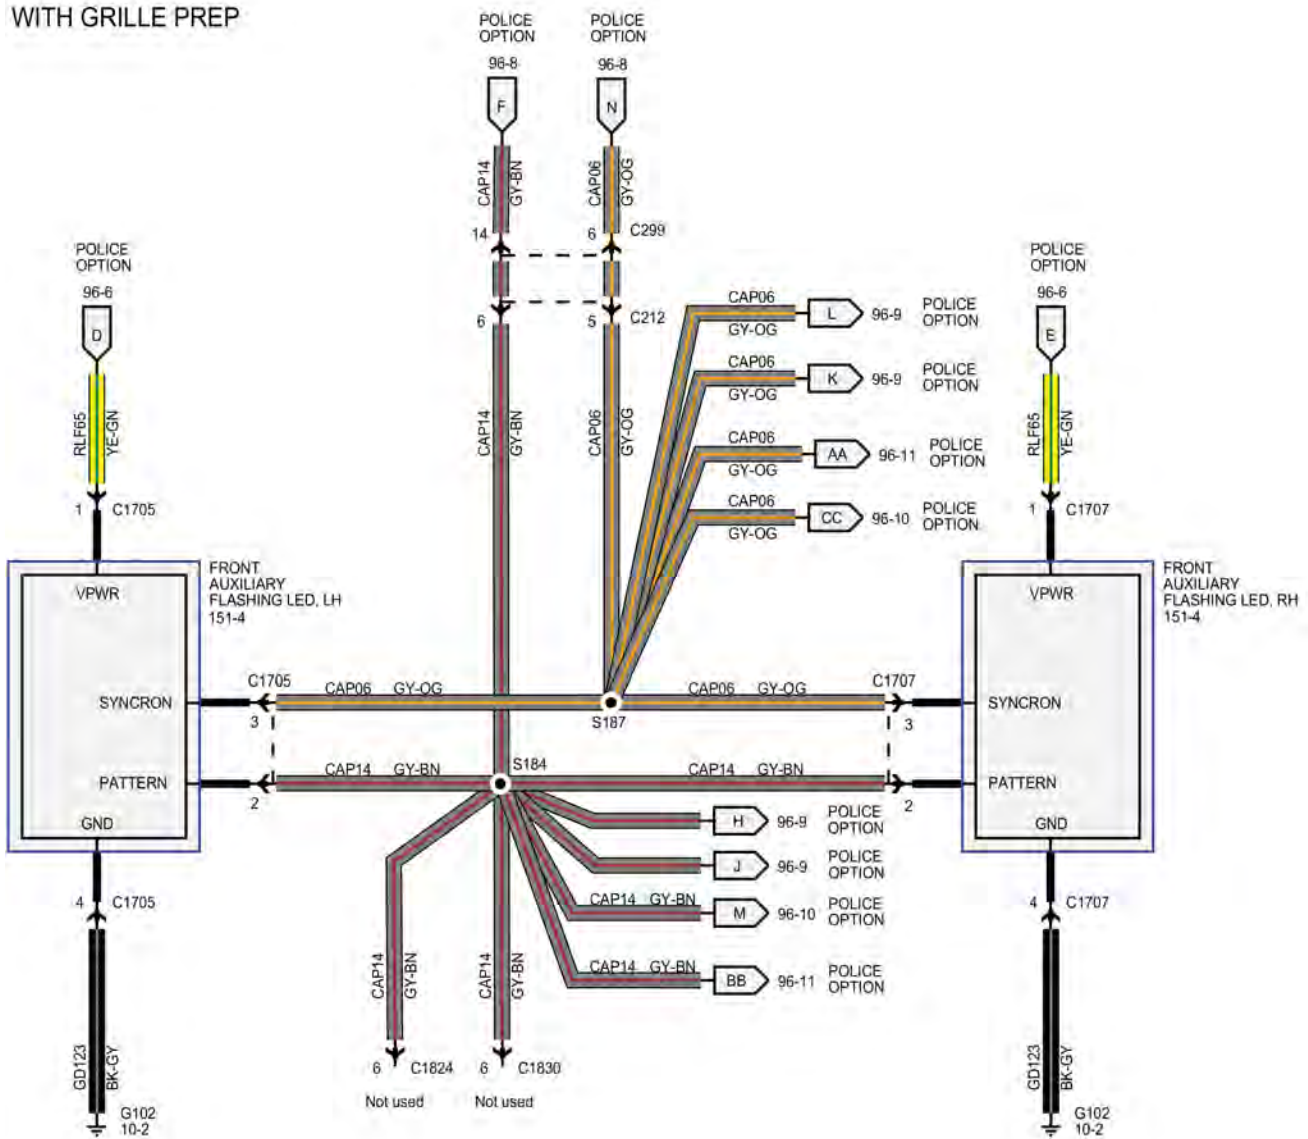 WITH GRILLE PREP
POLICE
OPTION
96-8
F
POLICE
OPTION
96-8
N
CAP14
GY-BN
CAP06
GY-OG
14
6
C299
6
5
C212
POLICE
OPTION
96-6
D
RLF65
YE-GN
1
C1705
CAP14
GY-BN
CAP06
GY-OG
CAP06
GY-OG
L
96-9
POLICE
OPTION
CAP06
GY-OG
K
96-9
POLICE
OPTION
CAP06
GY-OG
AA
96-11
POLICE
OPTION
CAP06
GY-OG
CC
96-10
POLICE
OPTION
POLICE
OPTION
96-6
E
RLF65
YE-GN
1
C1707
FRONT
AUXILIARY
FLASHING LED, LH
151-4
VPWR
SYNCRON
PATTERN
GND
FRONT
AUXILIARY
FLASHING LED, RH
151-4
VPWR
SYNCRON
PATTERN
GND
C1705
3
CAP06 GY-OG
S187
CAP06 GY-OG
C1707
3
2
CAP14 GY-BN
S184
CAP14 GY-BN
2
H
96-9
POLICE
OPTION
J
96-9
POLICE
OPTION
CAP14 GY-BN
M
96-10
POLICE
OPTION
CAP14 GY-BN
BB
96-11
POLICE
OPTION
4
C1705
GD123
BK-GY
G102
10-2
CAP14
GY-BN
6
C1824
Not used
CAP14
GY-BN
6
C1830
Not used
4
C1707
GD123
BK-GY
G102
10-2